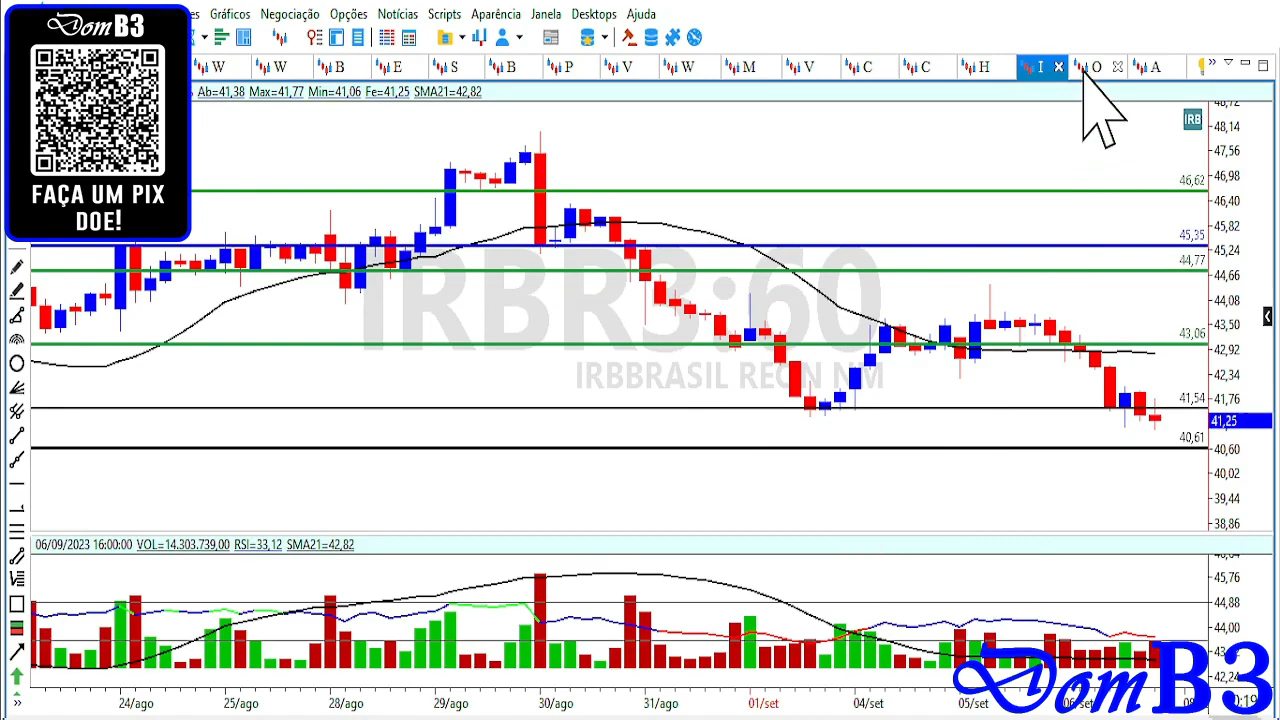 DomB3
FAÇA UM PIX
DOE!
Gráficos Negociação Opções Notícias Scripts Aparência Janela Desktops Ajuda
W W B E S B P V W M V C C H I O A
Ab=41,38 Max=41,77 Min=41,06 Fe=41,25 SMA21=42,82
IRB
48,14
47,56
46,98
46,62
46,40
45,82
45,35
45,24
44,77
44,66
44,08
43,50
43,06
42,92
42,34
41,76
41,54
41,25
40,61
40,60
40,02
39,44
38,86
IRBR3:60
IRBBRASIL RE ON NM
06/09/2023 16:00:00 VOL=14.303.739,00 RSI=33,12 SMA21=42,82
45,76
44,88
44,00
24/ago 25/ago 28/ago 29/ago 30/ago 31/ago 01/set 04/set 05/set 06/set
DomB3